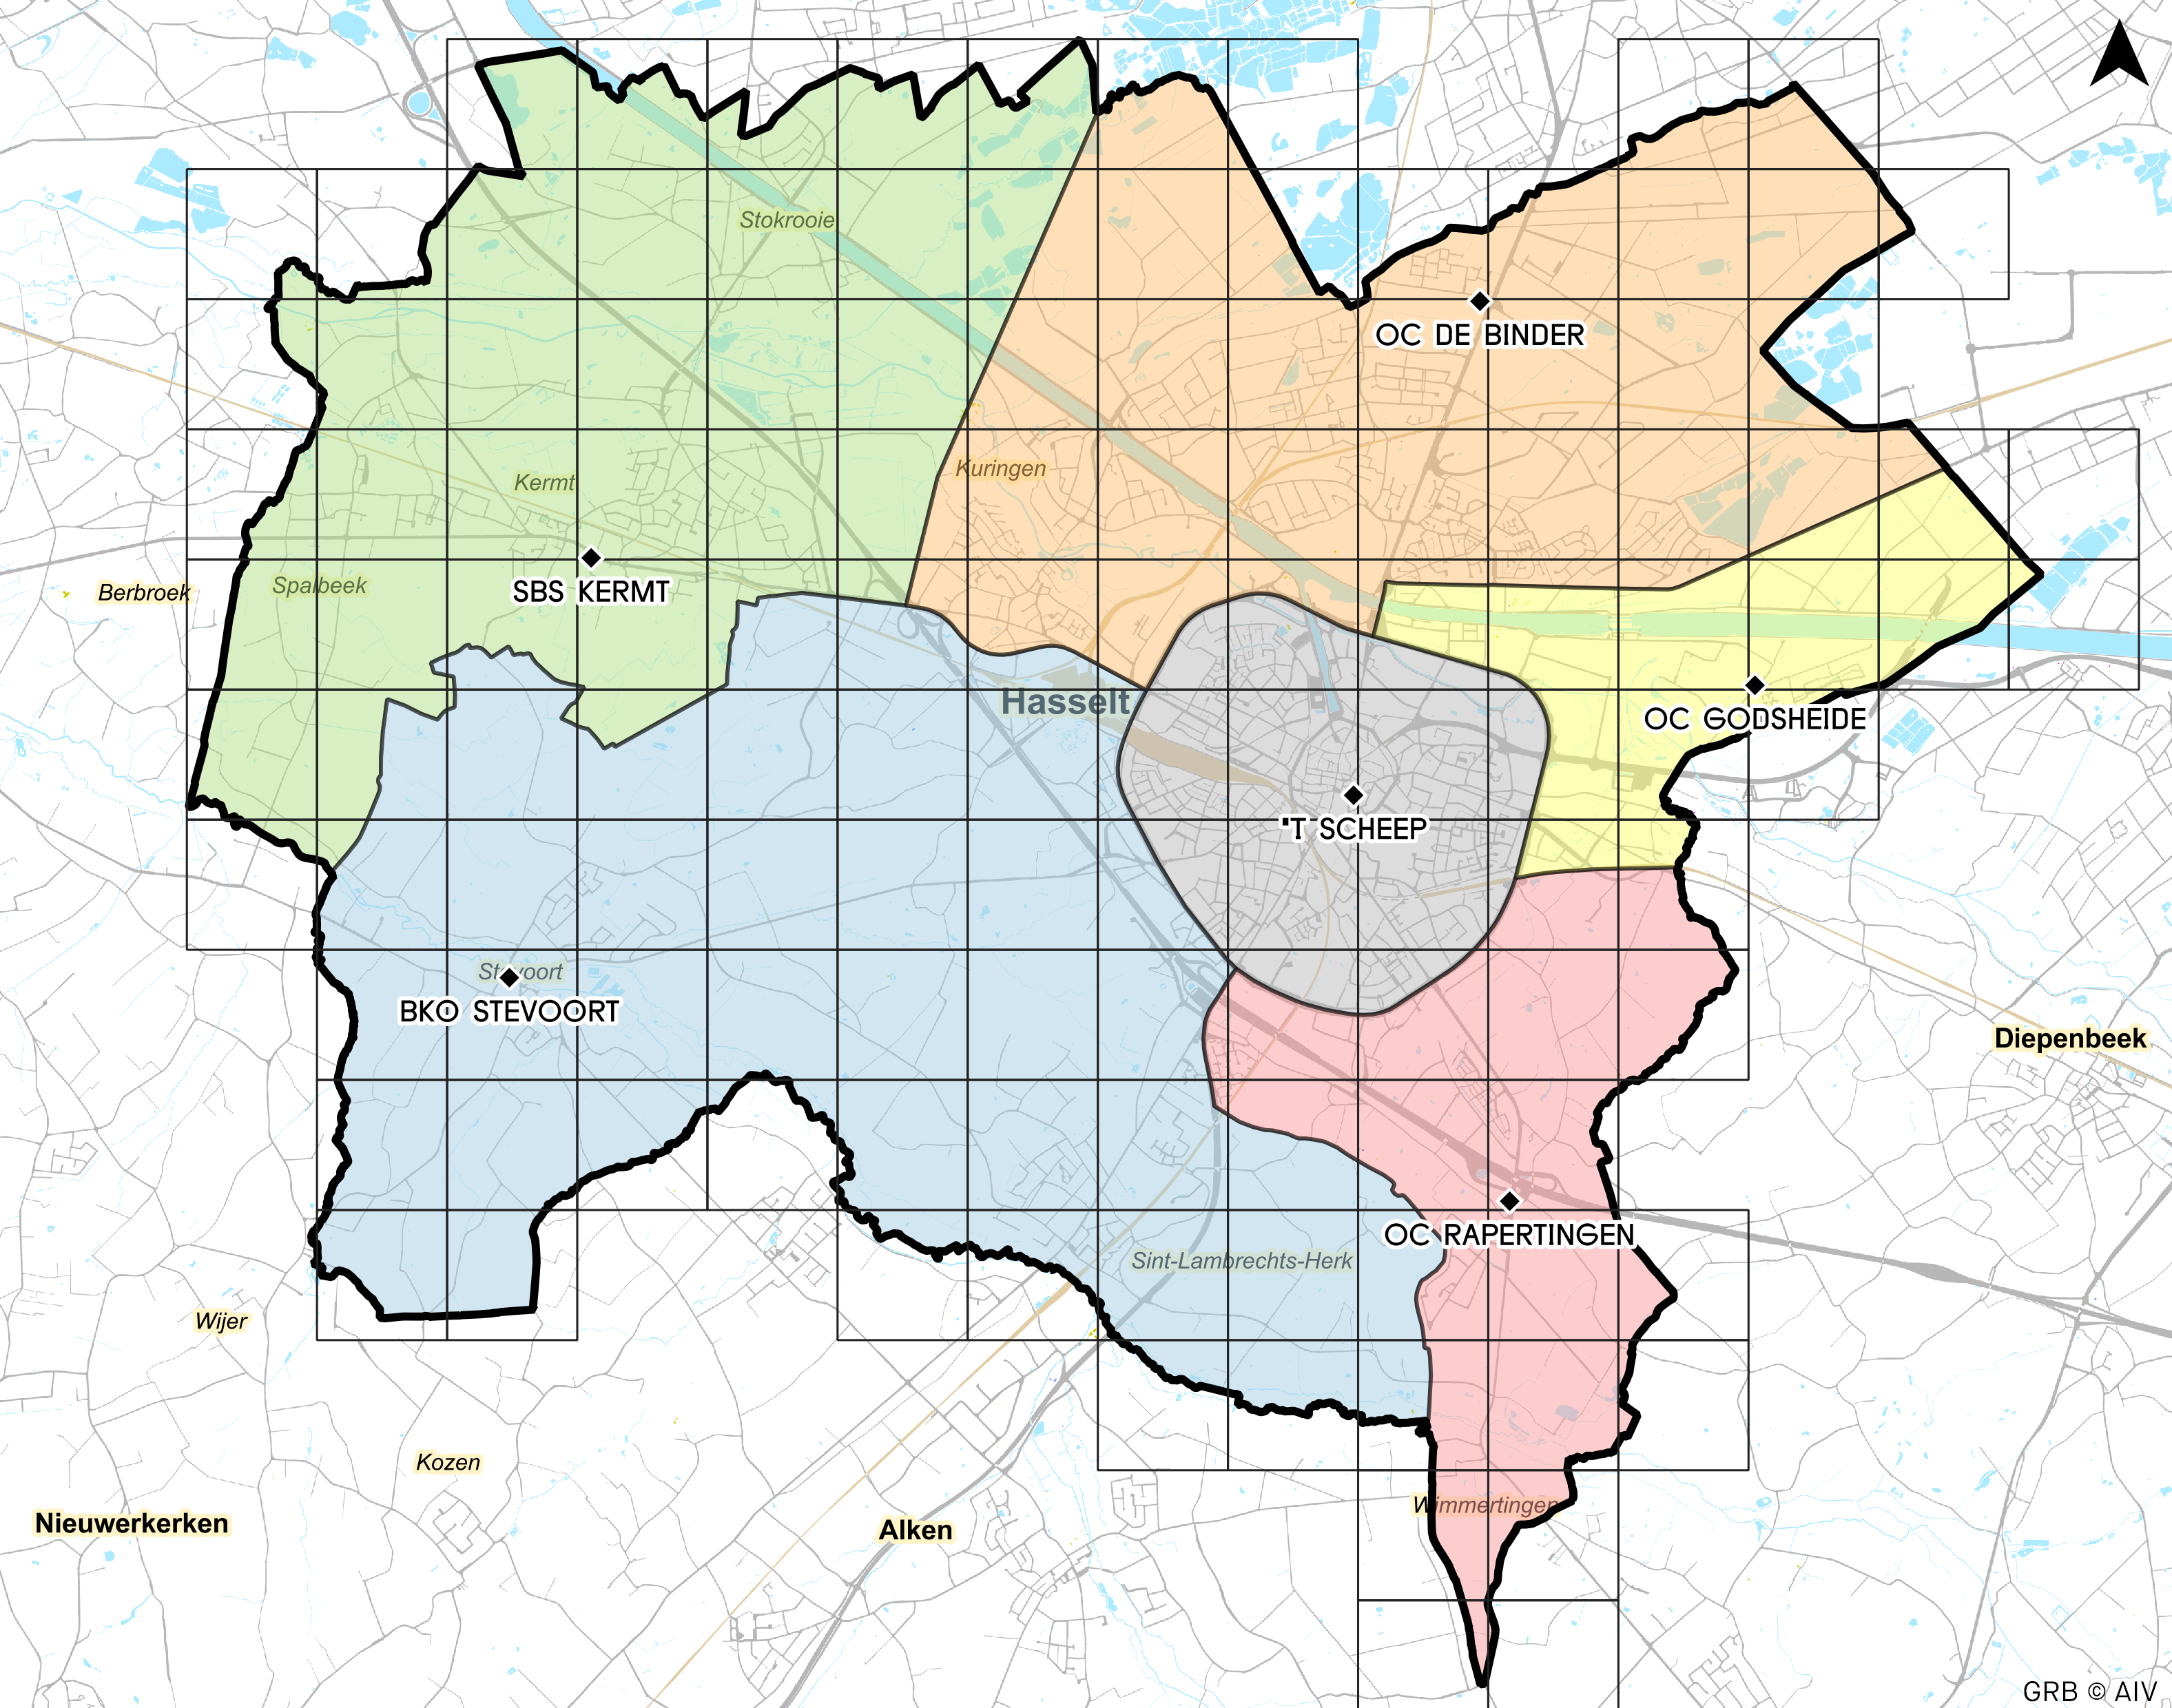 Stokrooie
OC DE BINDER
Kuringen
Kermt
SBS KERMT
Spalbeek
Berbroek
Hasselt
OC GODSHEIDE
'T SCHEEP
Stevoort
BKO STEVOORT
Diepenbeek
OC RAPERTINGEN
Sint-Lambrechts-Herk
Wijer
Kozen
Wimmertingen
Nieuwerkerken
Alken
GRB © AIV